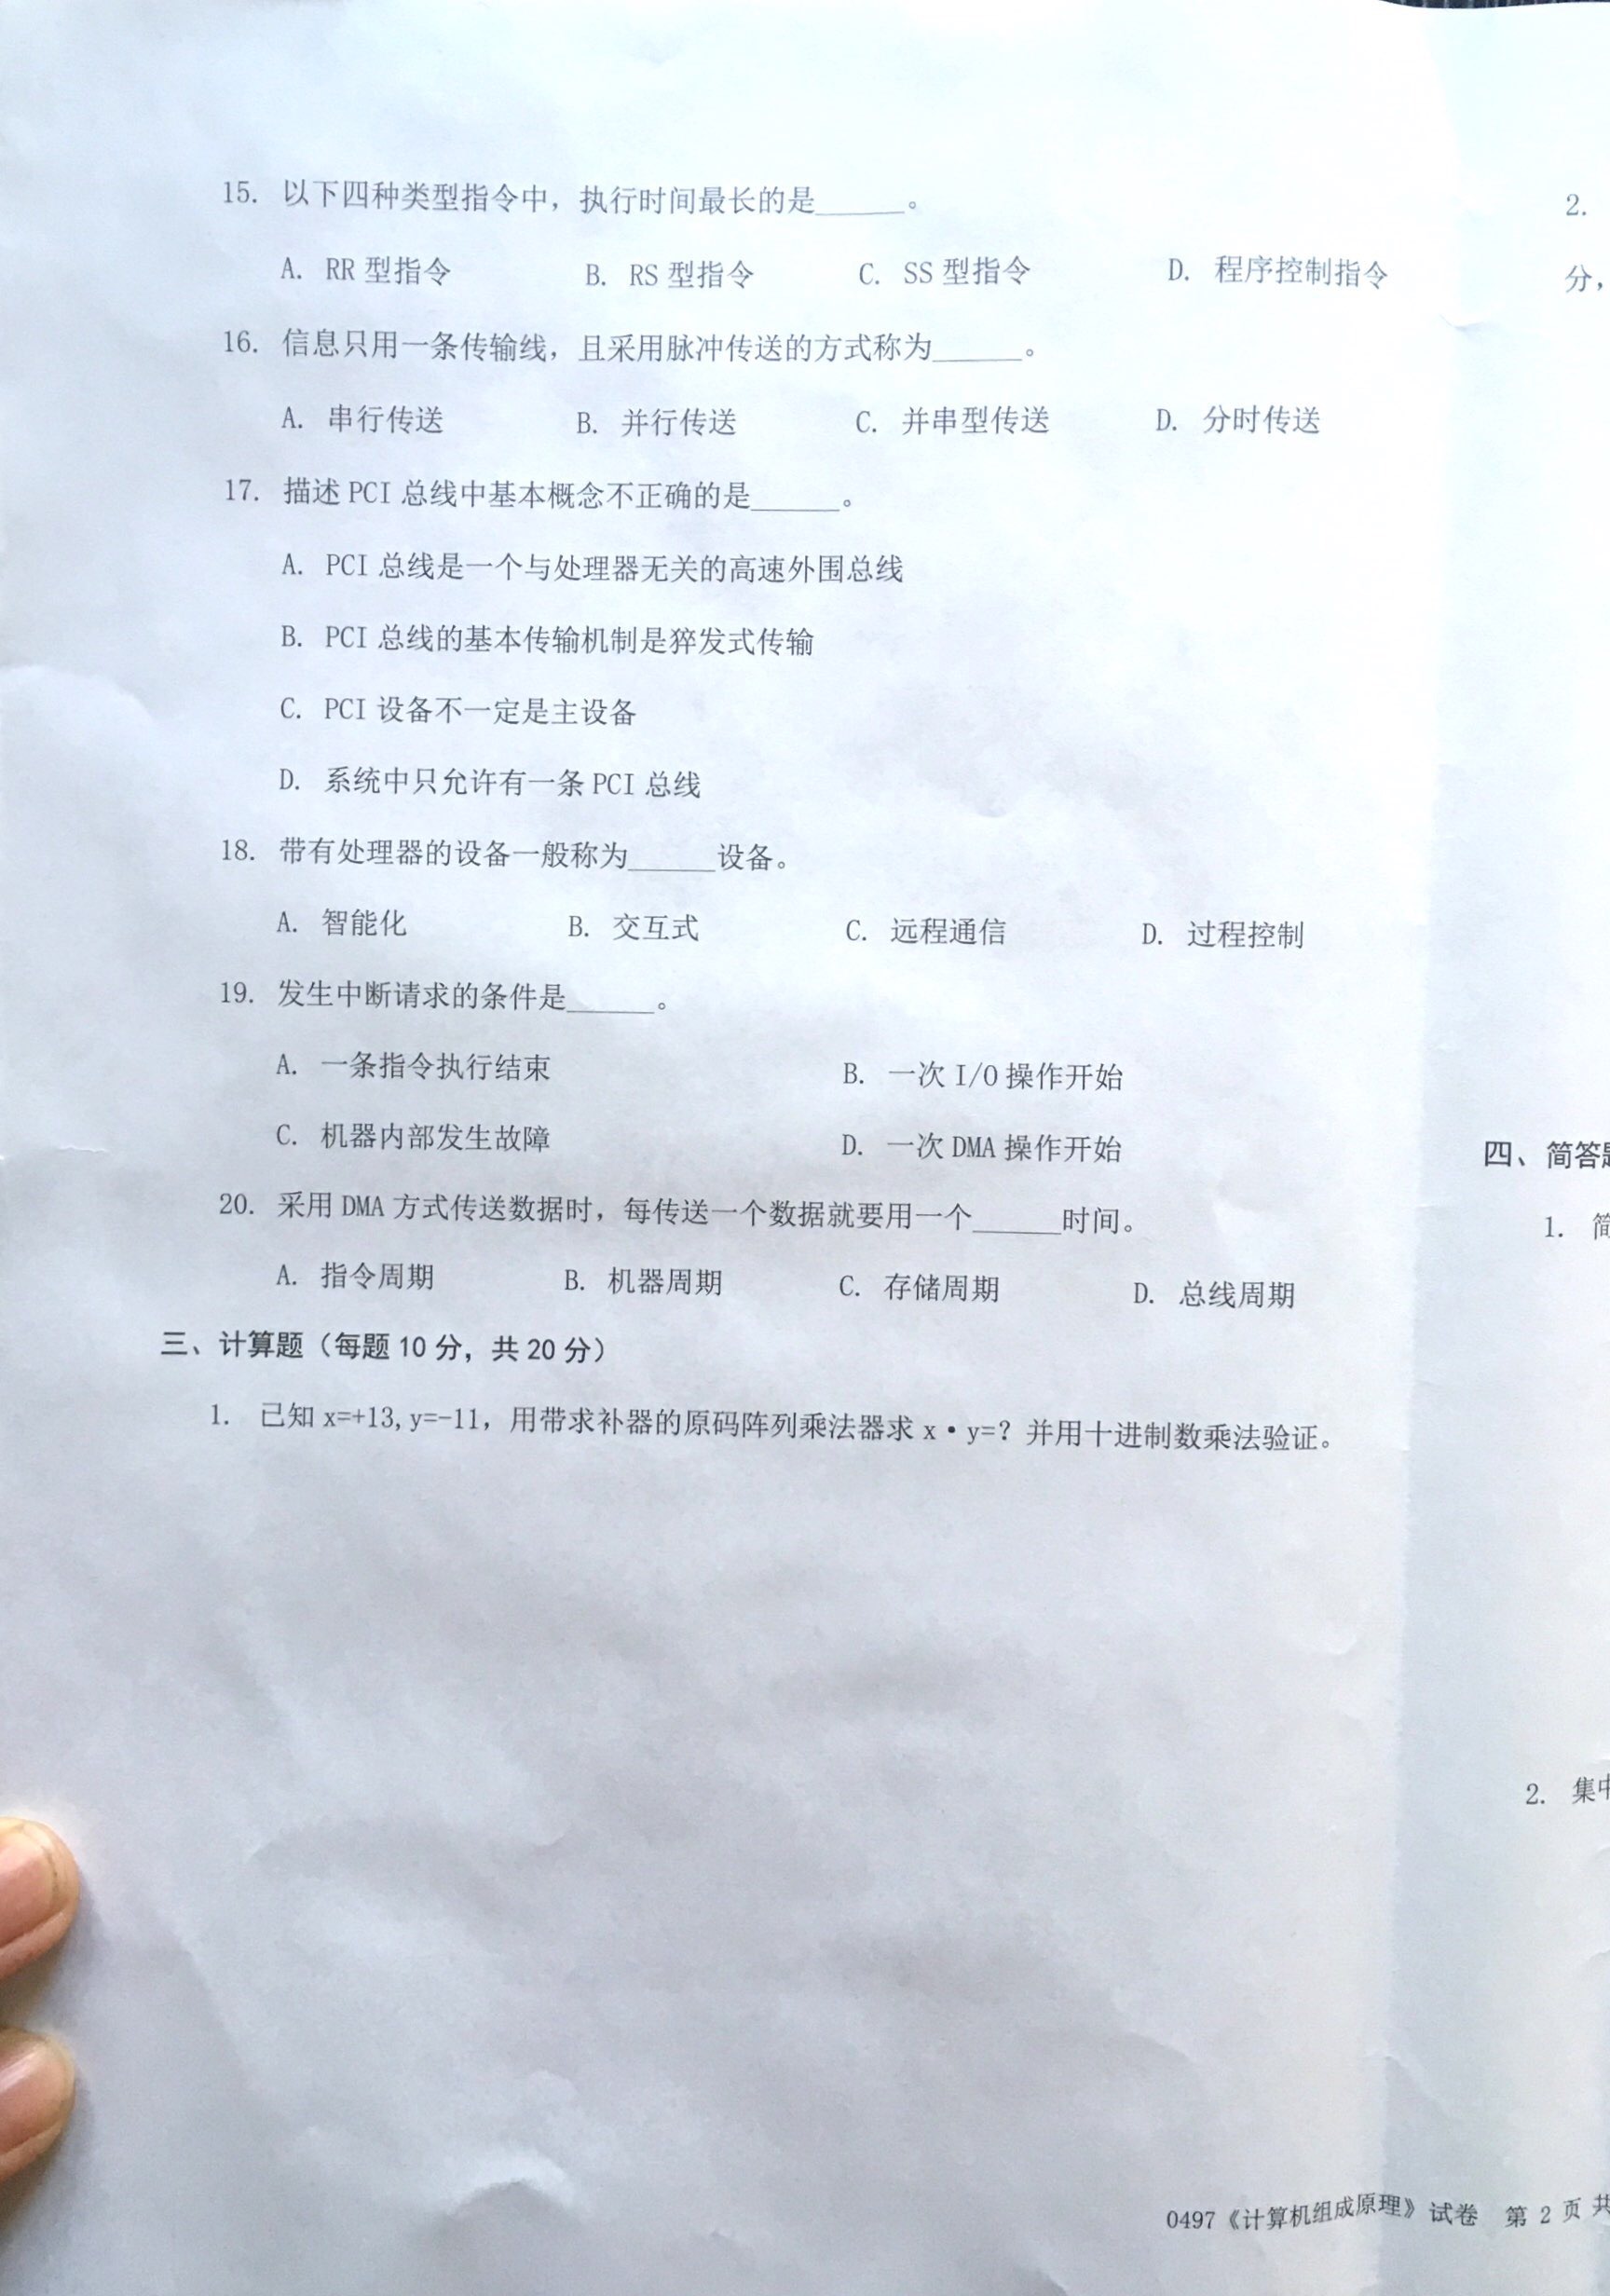 15. 以下四种类型指令中，执行时间最长的是______。
A. RR 型指令 B. RS 型指令 C. SS 型指令 D. 程序控制指令
16. 信息只用一条传输线，且采用脉冲传送的方式称为______。
A. 串行传送 B. 并行传送 C. 并串型传送 D. 分时传送
17. 描述 PCI 总线中基本概念不正确的是______。
A. PCI 总线是一个与处理器无关的高速外围总线
B. PCI 总线的基本传输机制是猝发式传输
C. PCI 设备不一定是主设备
D. 系统中只允许有一条 PCI 总线
18. 带有处理器的设备一般称为______设备。
A. 智能化 B. 交互式 C. 远程通信 D. 过程控制
19. 发生中断请求的条件是______。
A. 一条指令执行结束 B. 一次 I/O 操作开始
C. 机器内部发生故障 D. 一次 DMA 操作开始
20. 采用 DMA 方式传送数据时，每传送一个数据就要用一个______时间。
A. 指令周期 B. 机器周期 C. 存储周期 D. 总线周期
三、计算题（每题 10 分，共 20 分）
1. 已知 x=+13,y=-11，用带求补器的原码阵列乘法器求 x·y=？并用十进制数乘法验证。
0497《计算机组成原理》试卷 第 2 页 共
2.
分，
四、简答题
1. 简
2. 集中